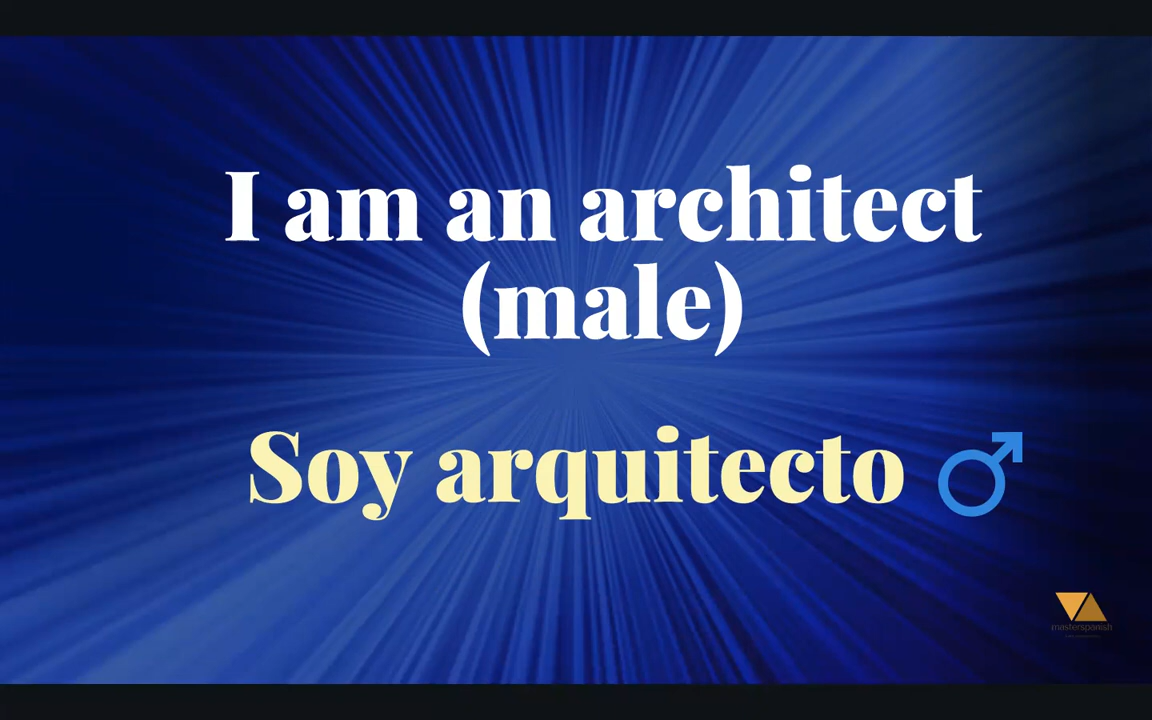 I am an architect
(male)
Soy arquitecto ♂
masterspanish